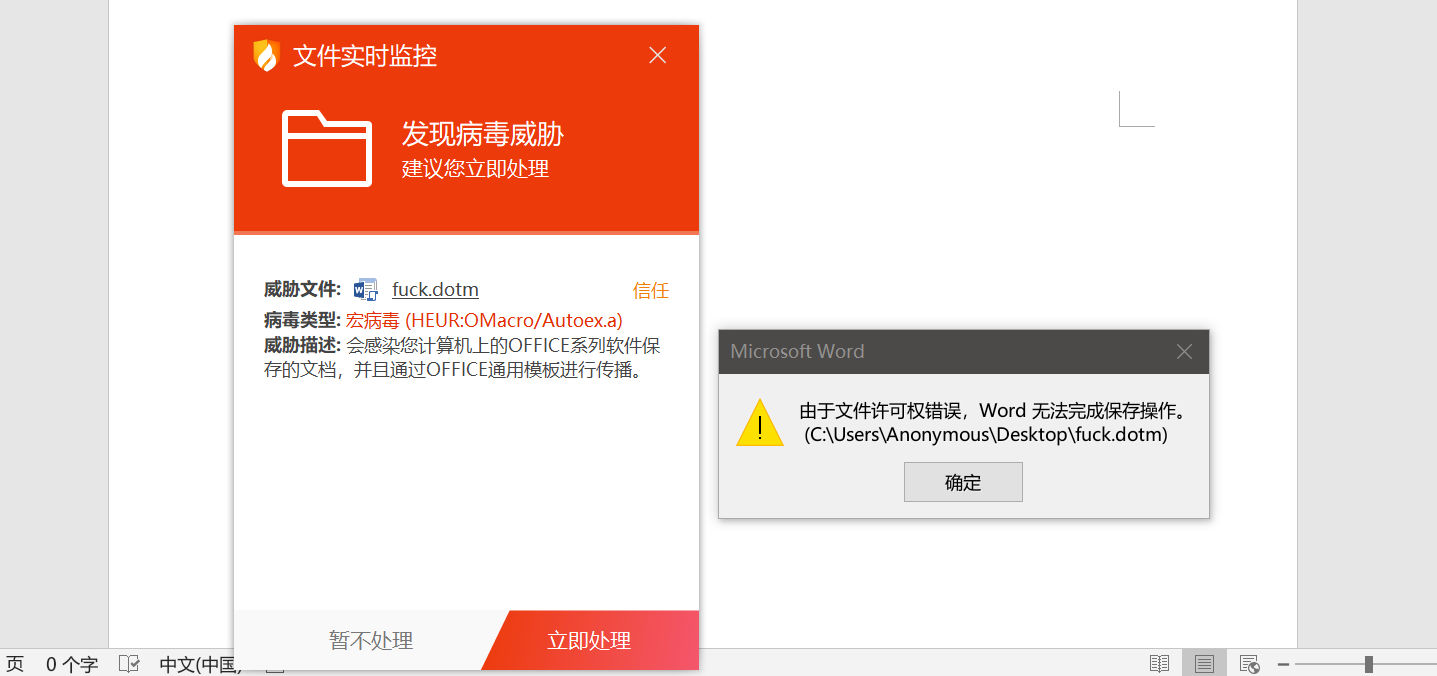 文件实时监控
发现病毒威胁
建议您立即处理
威胁文件: fuck.dotm 信任
病毒类型: 宏病毒 (HEUR:OMacro/Autoex.a)
威胁描述: 会感染您计算机上的OFFICE系列软件保
存的文档，并且通过OFFICE通用模板进行传播。
暂不处理 立即处理
Microsoft Word
由于文件许可权错误，Word 无法完成保存操作。
(C:\Users\Anonymous\Desktop\fuck.dotm)
确定
页 0 个字 中文(中国)